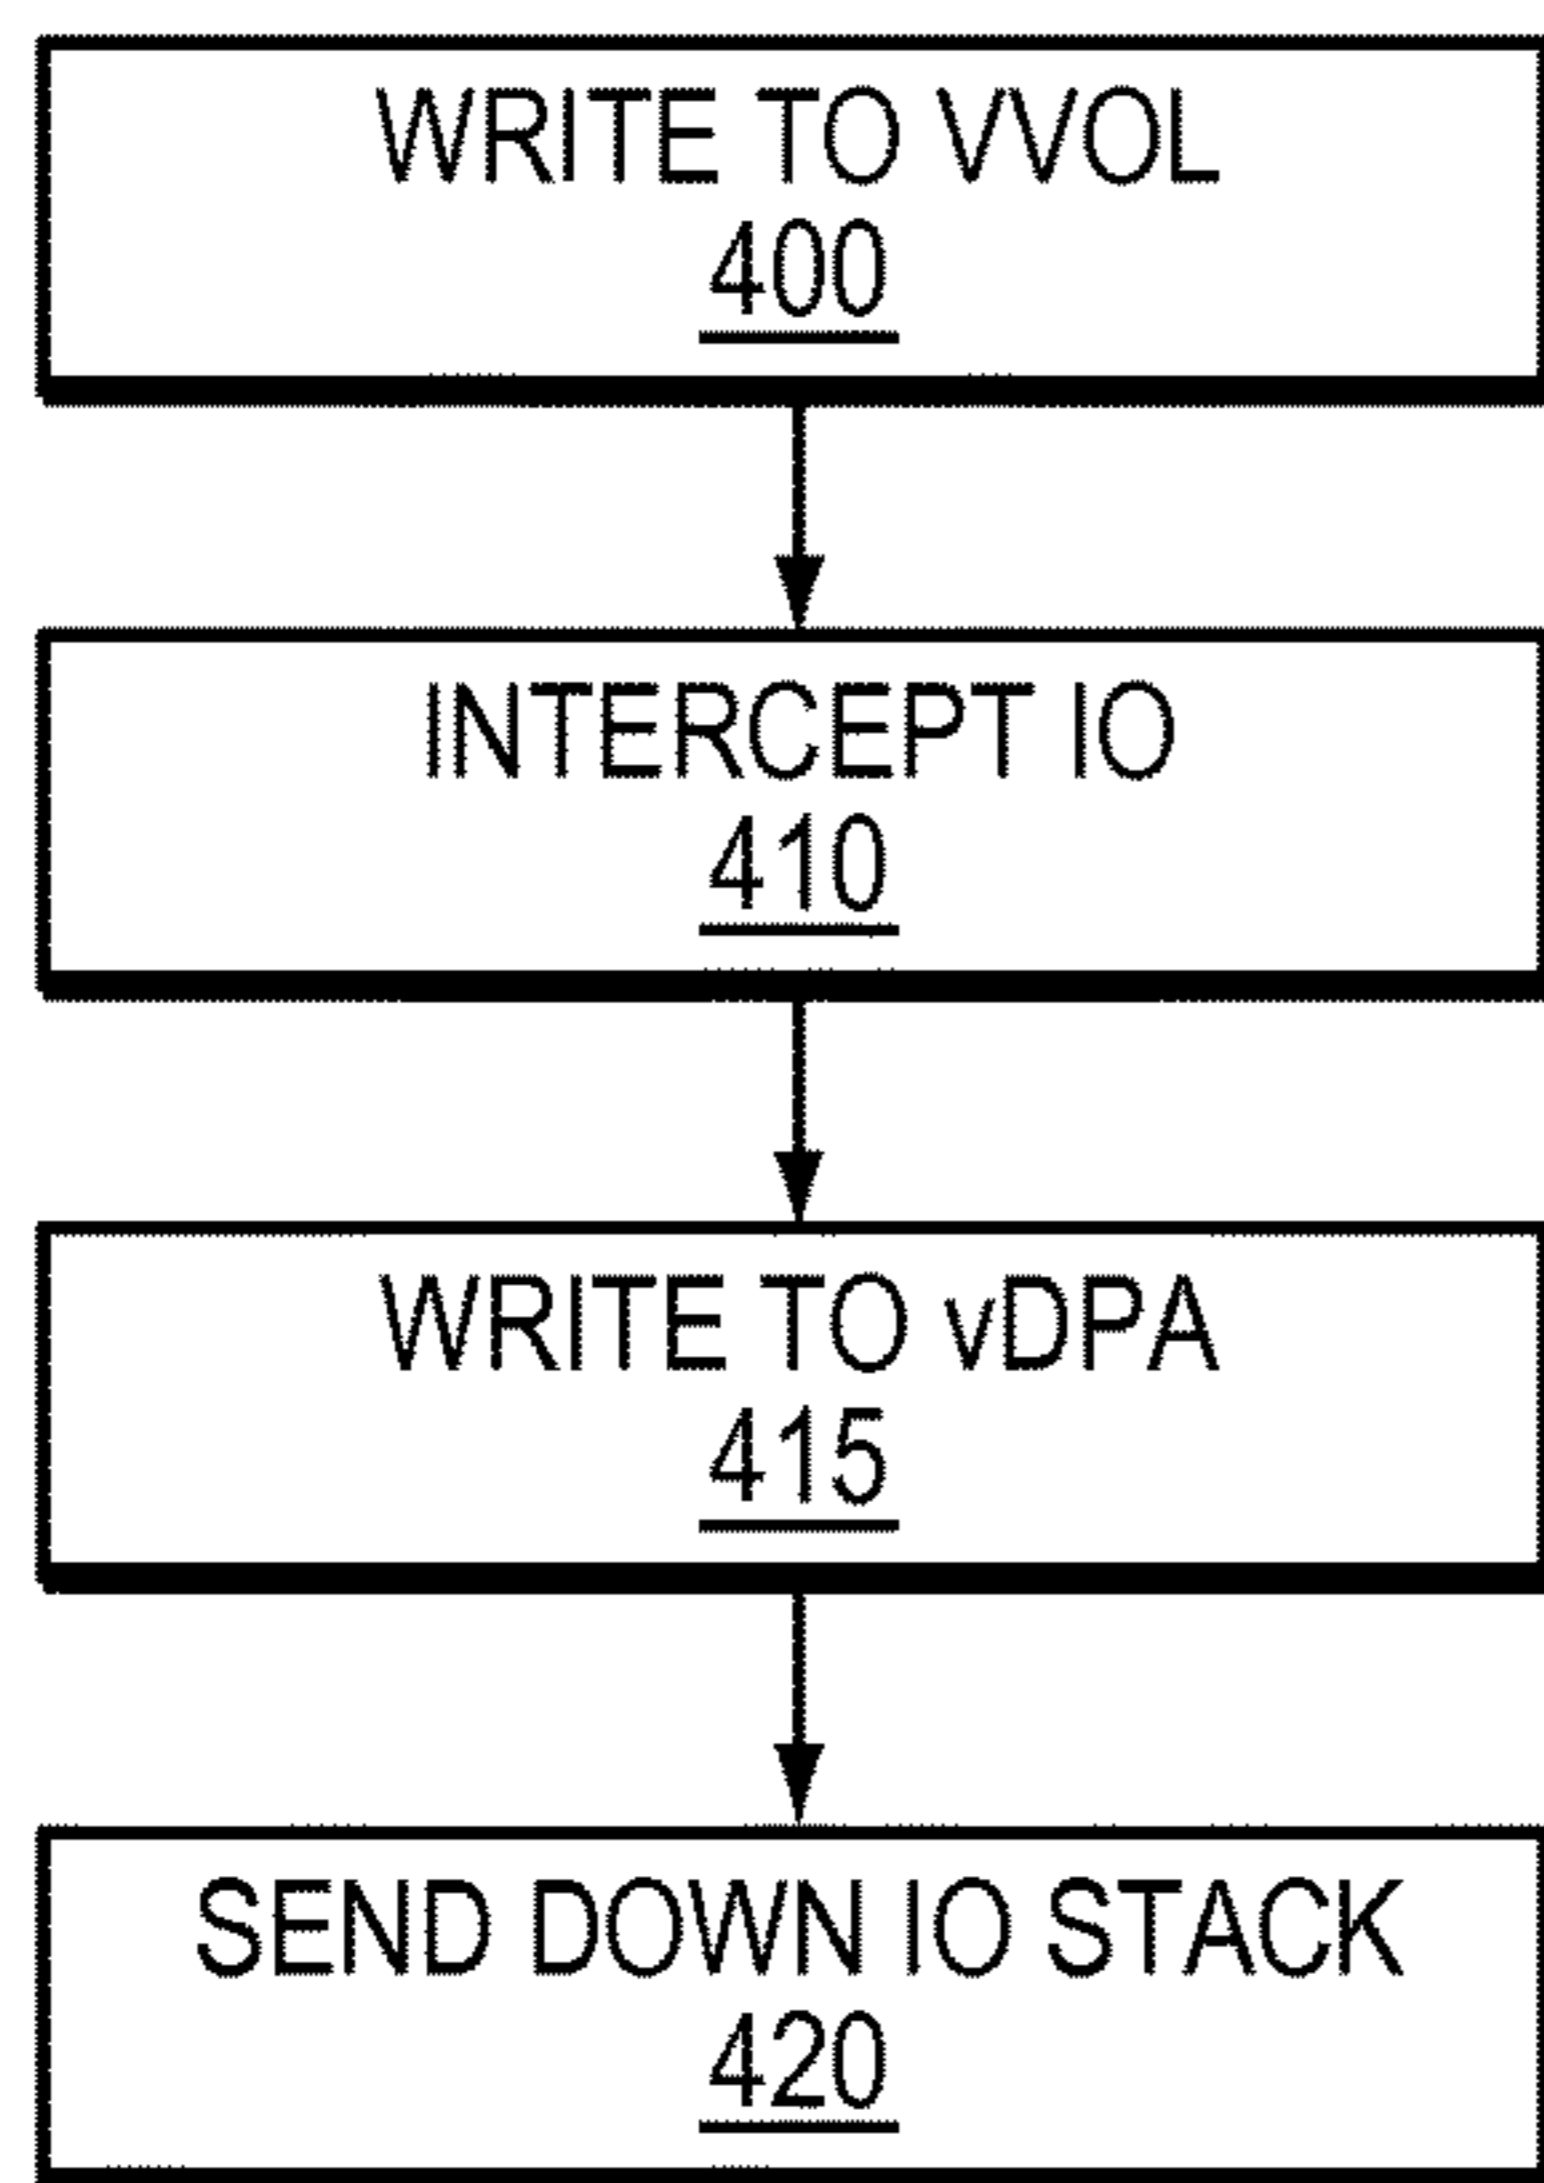 WRITE TO VVOL
400
INTERCEPT IO
410
WRITE TO vDPA
415
SEND DOWN IO STACK
420